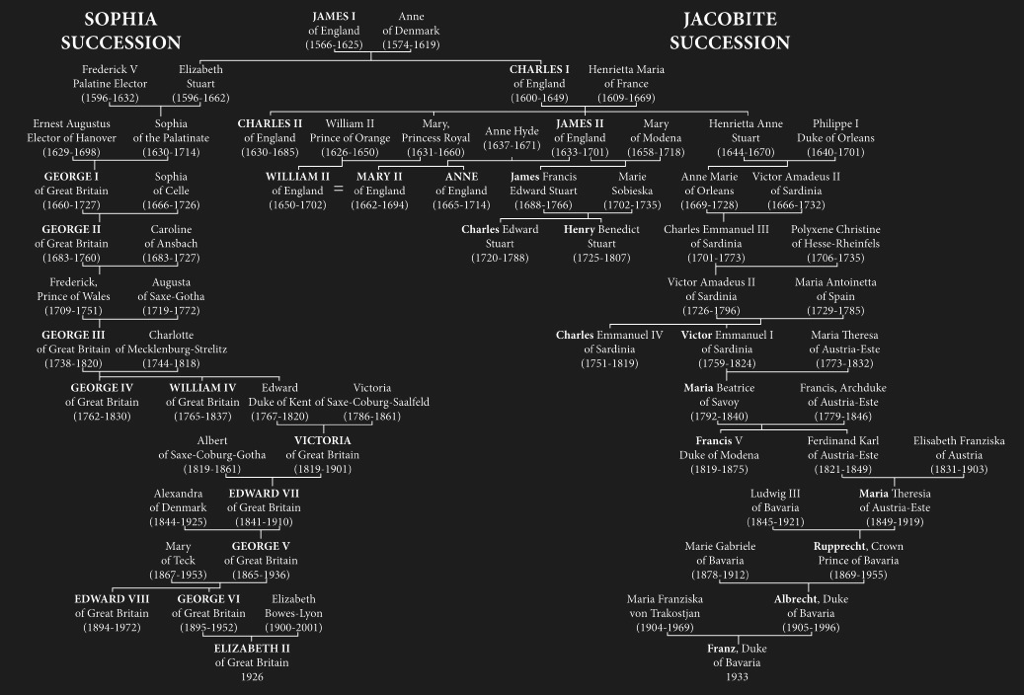 SOPHIA
SUCCESSION
JACOBITE
SUCCESSION
JAMES I
of England
(1566-1625)
Anne
of Denmark
(1574-1619)
Frederick V
Palatine Elector
(1596-1632)
Elizabeth
Stuart
(1596-1662)
CHARLES I
of England
(1600-1649)
Henrietta Maria
of France
(1609-1669)
Ernest Augustus
Elector of Hanover
(1629-1698)
Sophia
of the Palatinate
(1630-1714)
CHARLES II
of England
(1630-1685)
William II
Prince of Orange
(1626-1650)
Mary,
Princess Royal
(1631-1660)
Anne Hyde
(1637-1671)
JAMES II
of England
(1633-1701)
Mary
of Modena
(1658-1718)
Henrietta Anne
Stuart
(1644-1670)
Philippe I
Duke of Orleans
(1640-1701)
GEORGE I
of Great Britain
(1660-1727)
Sophia
of Celle
(1666-1726)
WILLIAM II
of England
(1650-1702)
=
MARY II
of England
(1662-1694)
ANNE
of England
(1665-1714)
James Francis
Edward Stuart
(1688-1766)
Marie
Sobieska
(1702-1735)
Anne Marie
of Orleans
(1669-1728)
Victor Amadeus II
of Sardinia
(1666-1732)
GEORGE II
of Great Britain
(1683-1760)
Caroline
of Ansbach
(1683-1727)
Charles Edward
Stuart
(1720-1788)
Henry Benedict
Stuart
(1725-1807)
Charles Emmanuel III
of Sardinia
(1701-1773)
Polyxene Christine
of Hesse-Rheinfels
(1706-1735)
Frederick,
Prince of Wales
(1709-1751)
Augusta
of Saxe-Gotha
(1719-1772)
Victor Amadeus II
of Sardinia
(1726-1796)
Maria Antoinetta
of Spain
(1729-1785)
GEORGE III
of Great Britain
(1738-1820)
Charlotte
of Mecklenburg-Strelitz
(1744-1818)
Charles Emmanuel IV
of Sardinia
(1751-1819)
Victor Emmanuel I
of Sardinia
(1759-1824)
Maria Theresa
of Austria-Este
(1773-1832)
GEORGE IV
of Great Britain
(1762-1830)
WILLIAM IV
of Great Britain
(1765-1837)
Edward
Duke of Kent
(1767-1820)
Victoria
of Saxe-Coburg-Saalfeld
(1786-1861)
Maria Beatrice
of Savoy
(1792-1840)
Francis, Archduke
of Austria-Este
(1779-1846)
Albert
of Saxe-Coburg-Gotha
(1819-1861)
VICTORIA
of Great Britain
(1819-1901)
Francis V
Duke of Modena
(1819-1875)
Ferdinand Karl
of Austria-Este
(1821-1849)
Elisabeth Franziska
of Austria
(1831-1903)
Alexandra
of Denmark
(1844-1925)
EDWARD VII
of Great Britain
(1841-1910)
Ludwig III
of Bavaria
(1845-1921)
Maria Theresia
of Austria-Este
(1849-1919)
Mary
of Teck
(1867-1953)
GEORGE V
of Great Britain
(1865-1936)
Marie Gabriele
of Bavaria
(1878-1912)
Rupprecht, Crown
Prince of Bavaria
(1869-1955)
EDWARD VIII
of Great Britain
(1894-1972)
GEORGE VI
of Great Britain
(1895-1952)
Elizabeth
Bowes-Lyon
(1900-2001)
Maria Franziska
von Trakostjan
(1904-1969)
Albrecht, Duke
of Bavaria
(1905-1996)
ELIZABETH II
of Great Britain
1926
Franz, Duke
of Bavaria
1933